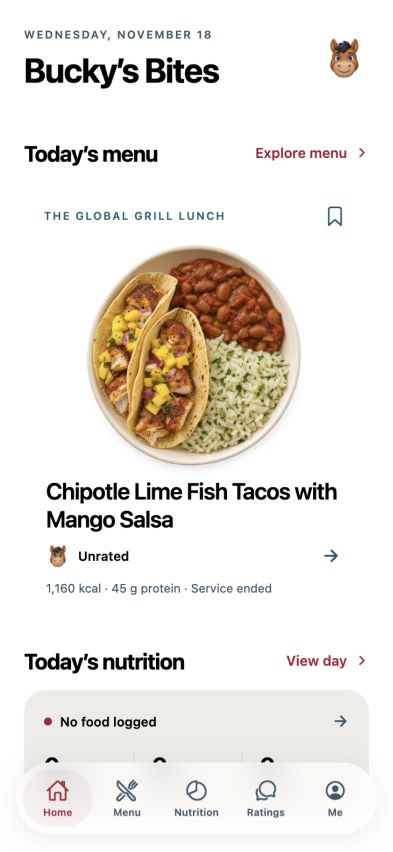 WEDNESDAY, NOVEMBER 18
Bucky's Bites
Today's menu
Explore menu
THE GLOBAL GRILL LUNCH
Chipotle Lime Fish Tacos with
Mango Salsa
Unrated
1,160 kcal · 45 g protein · Service ended
Today's nutrition
View day
No food logged
Home
Menu
Nutrition
Ratings
Me